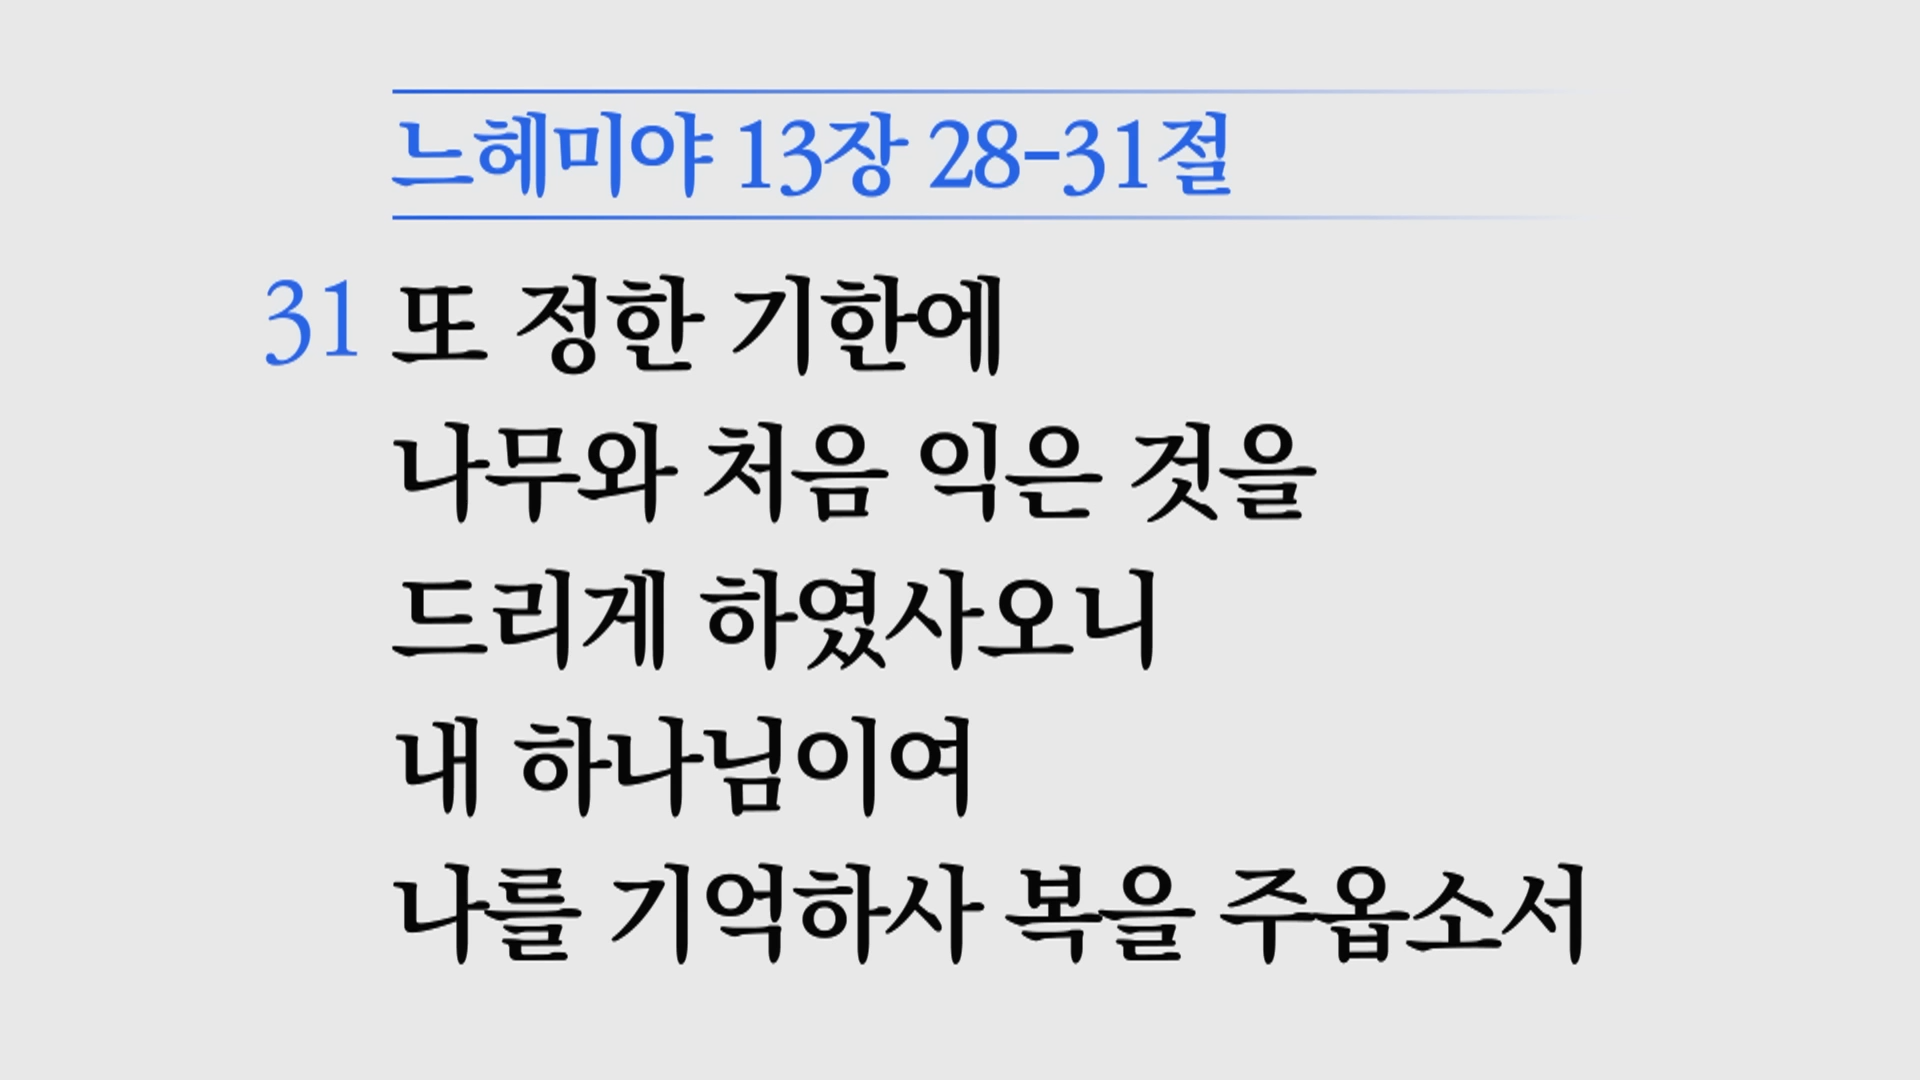 느헤미야 13장 28-31절
31 또 정한 기한에
나무와 처음 익은 것을
드리게 하였사오니
내 하나님이여
나를 기억하사 복을 주옵소서